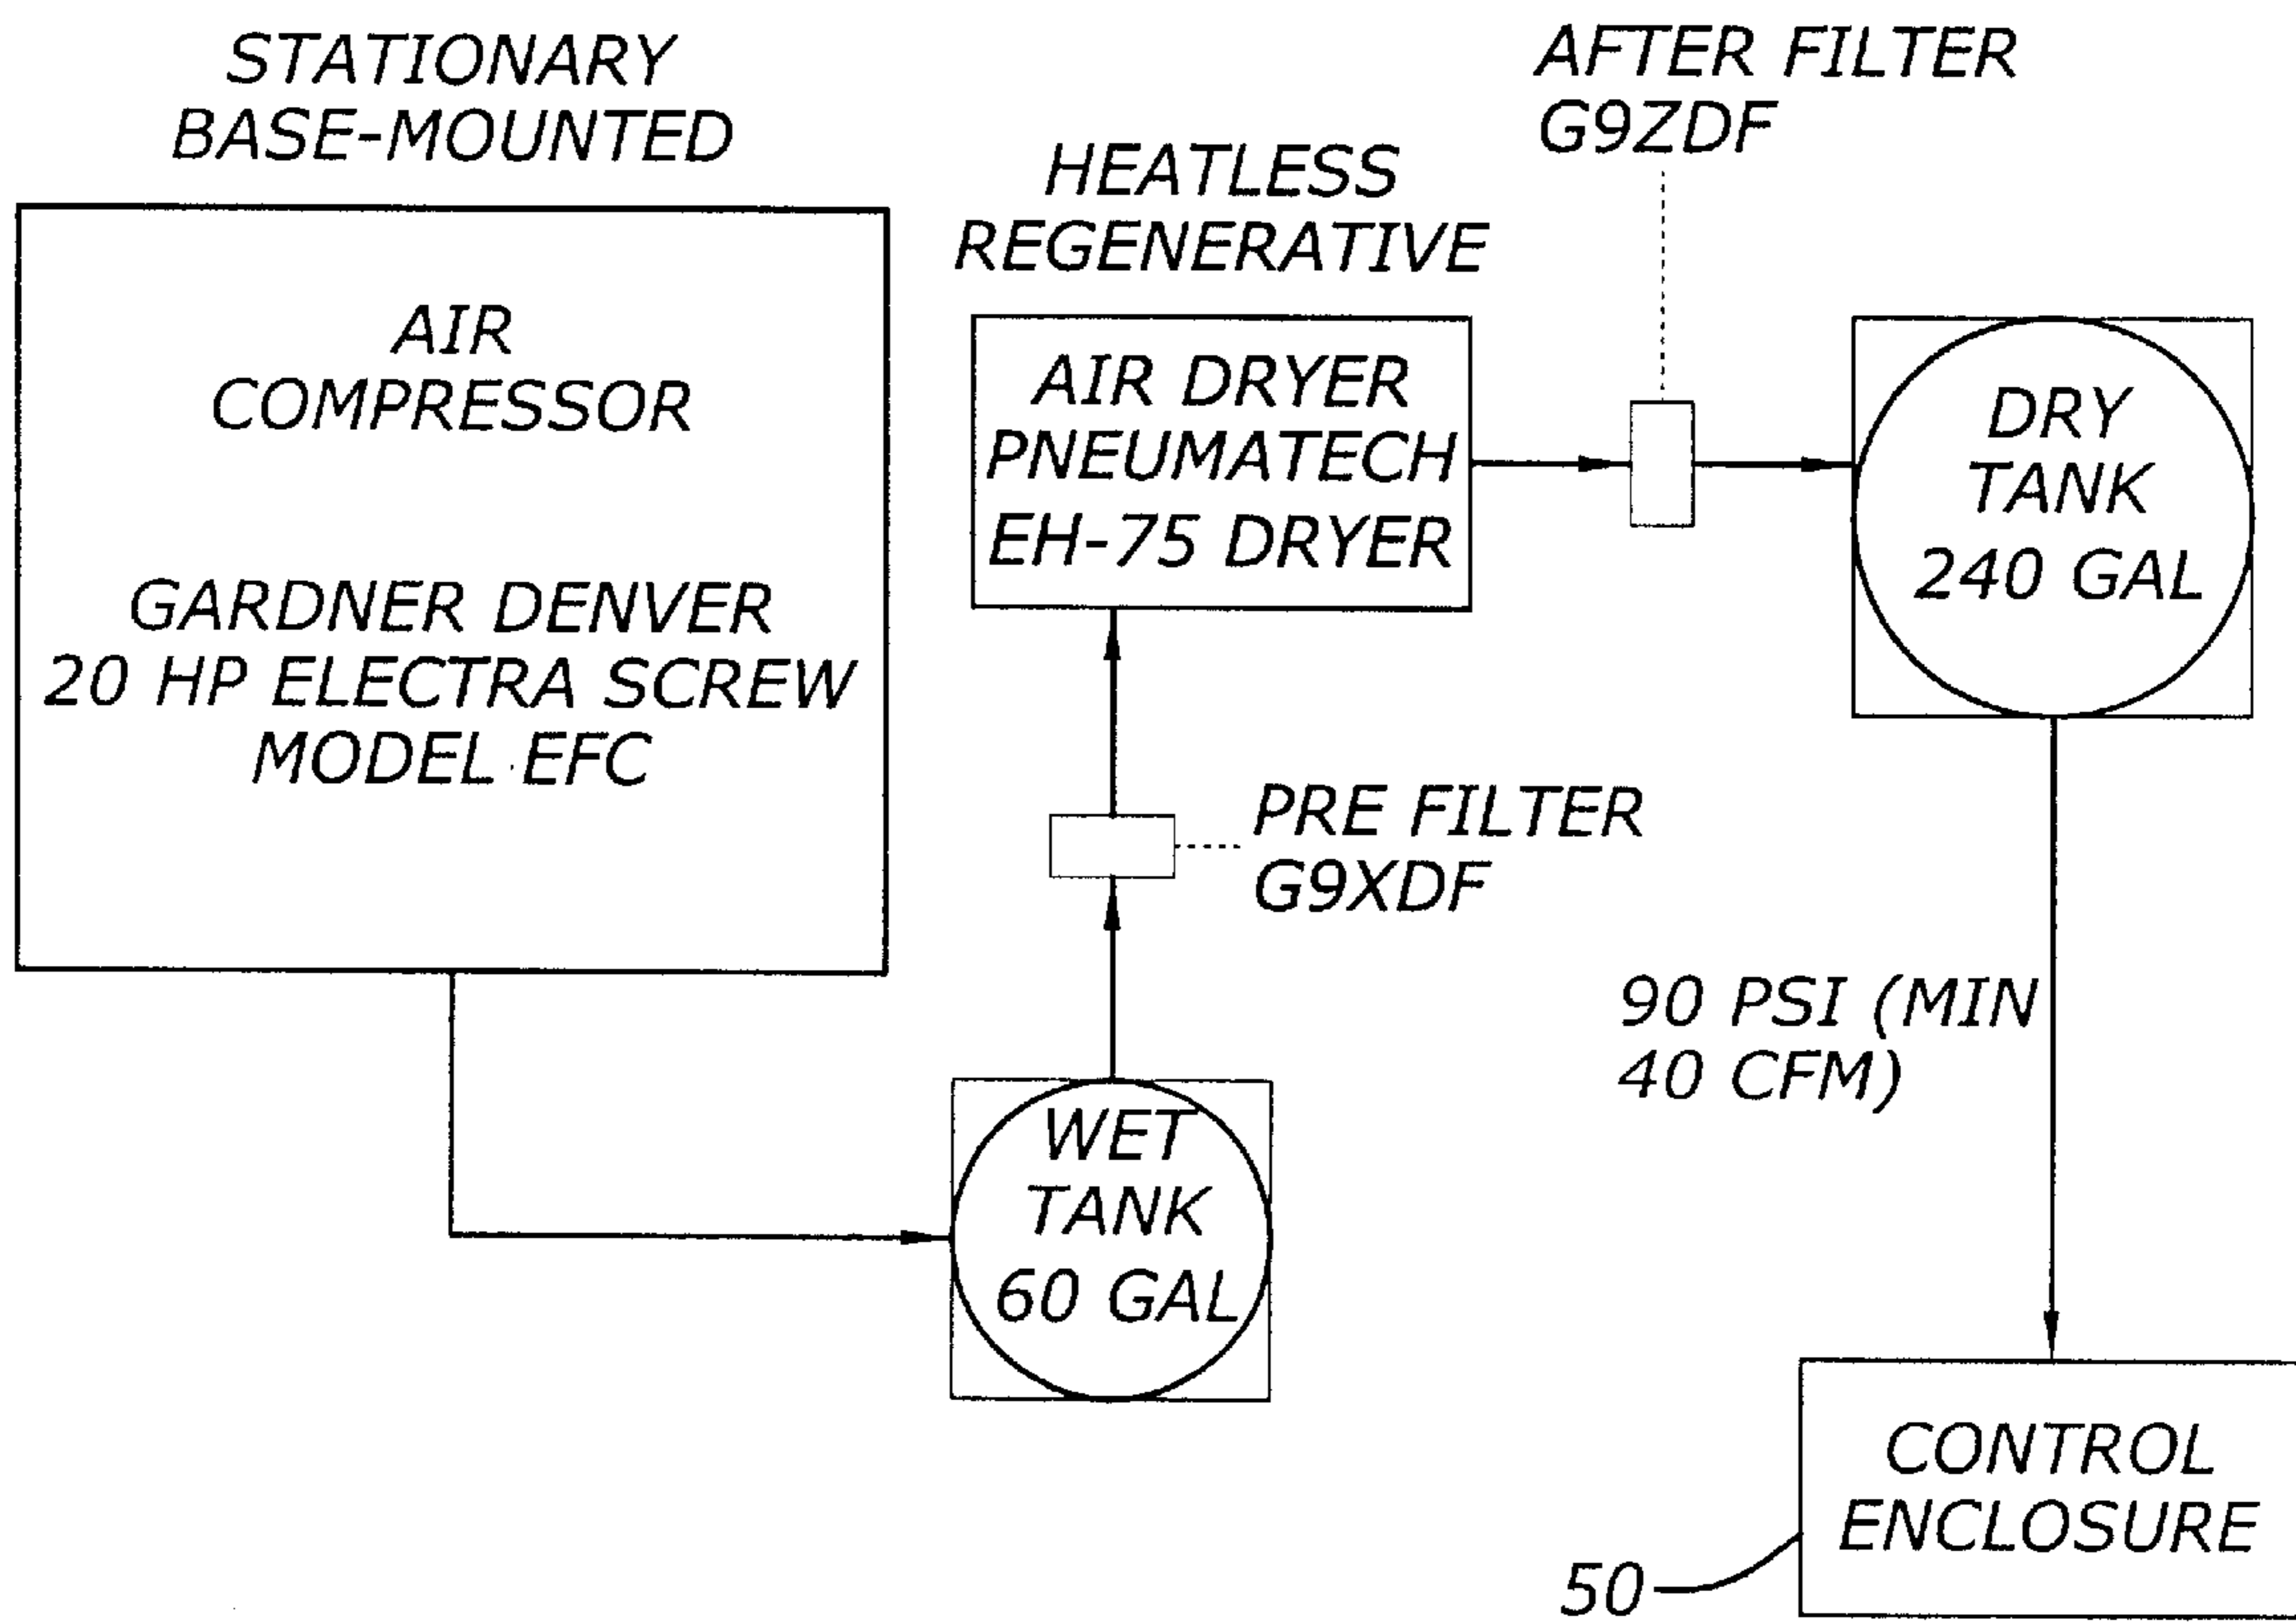 STATIONARY
BASE-MOUNTED
AIR
COMPRESSOR
GARDNER DENVER
20 HP ELECTRA SCREW
MODEL EFC
HEATLESS
REGENERATIVE
AIR DRYER
PNEUMATECH
EH-75 DRYER
AFTER FILTER
G9ZDF
DRY
TANK
240 GAL
PRE FILTER
G9XDF
WET
TANK
60 GAL
90 PSI (MIN
40 CFM)
CONTROL
ENCLOSURE
50